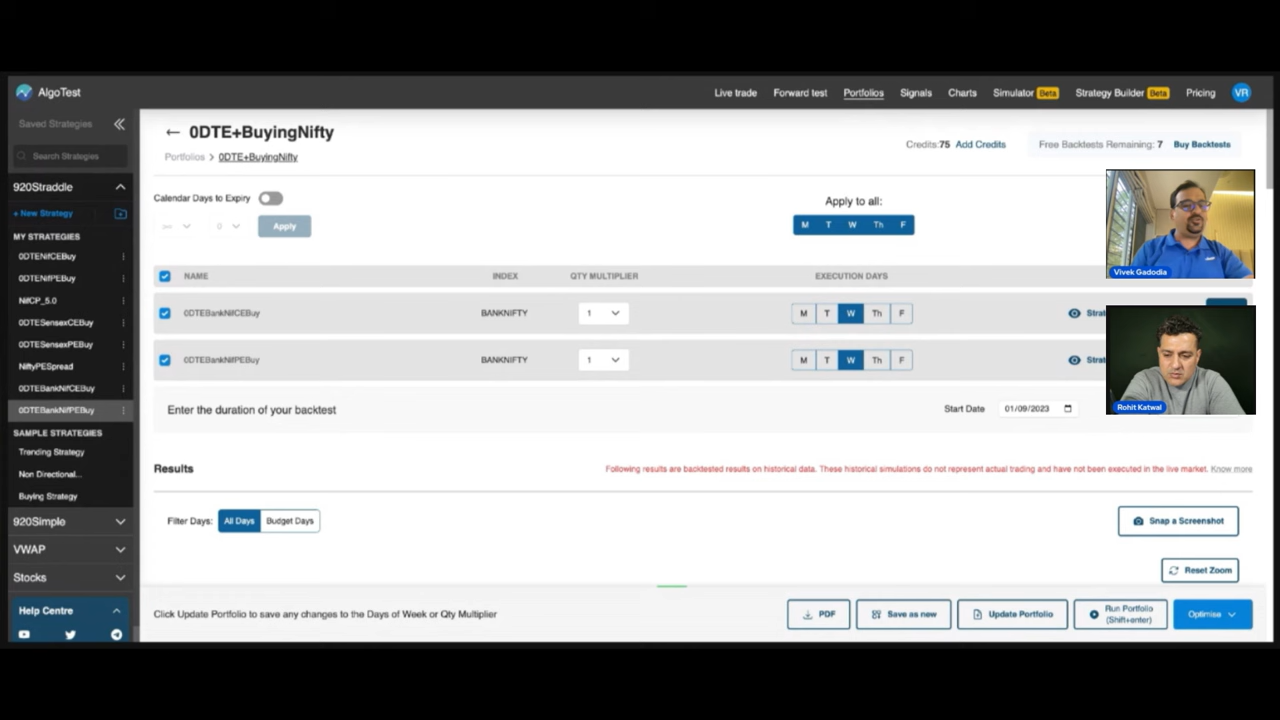 AlgoTest
Live trade
Forward test
Portfolios
Signals
Charts
Simulator Beta
Strategy Builder Beta
Pricing
VR
Saved Strategies
Search Strategies
920Straddle
+ New Strategy
MY STRATEGIES
0DTENifCEBuy
0DTENifPEBuy
NifCP_5.0
0DTESensexCEBuy
0DTESensexPEBuy
NiftyPESpread
0DTEBankNifCEBuy
0DTEBankNifPEBuy
SAMPLE STRATEGIES
Trending Strategy
Non Directional...
Buying Strategy
920Simple
VWAP
Stocks
Help Centre
← 0DTE+BuyingNifty
Portfolios > 0DTE+BuyingNifty
Credits:75 Add Credits
Free Backtests Remaining: 7 Buy Backtests
Calendar Days to Expiry
0
Apply
Apply to all:
M T W Th F
NAME INDEX QTY MULTIPLIER EXECUTION DAYS
0DTEBankNifCEBuy BANKNIFTY 1 M T W Th F
0DTEBankNifPEBuy BANKNIFTY 1 M T W Th F
Vivek Gadodia
Rohit Katwal
Enter the duration of your backtest
Start Date 01/09/2023
Results
Following results are backtested results on historical data. These historical simulations do not represent actual trading and have not been executed in the live market. Know more
Filter Days: All Days Budget Days
Snap a Screenshot
Reset Zoom
Click Update Portfolio to save any changes to the Days of Week or Qty Multiplier
PDF
Save as new
Update Portfolio
Run Portfolio
(Shift+enter)
Optimise